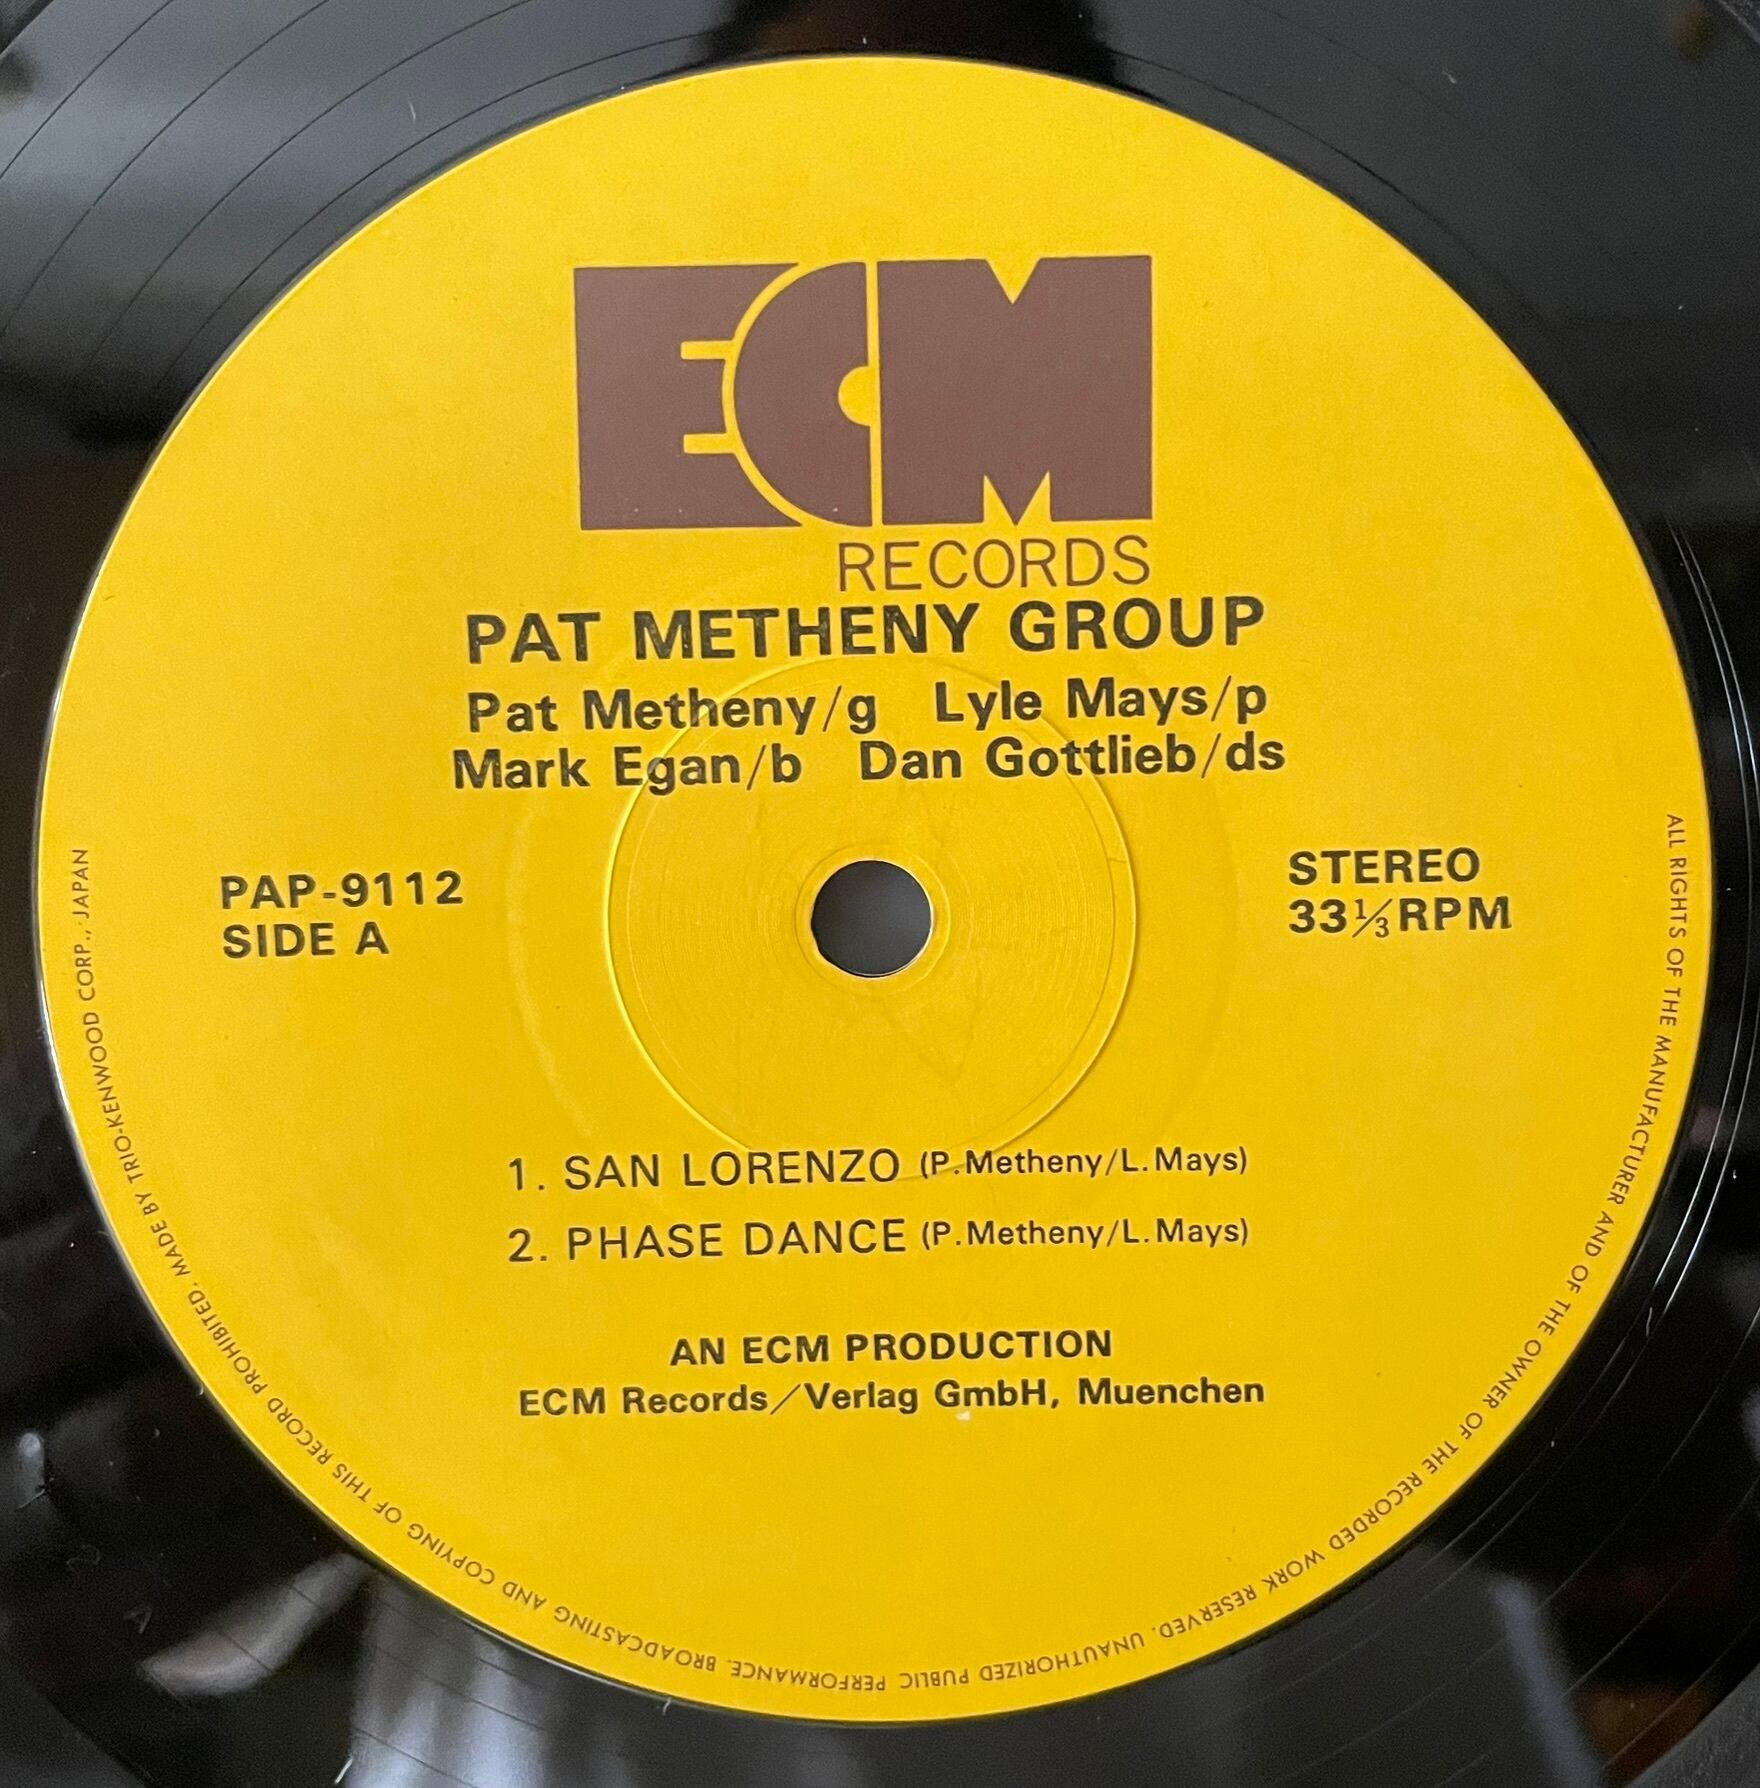 ECM
RECORDS
PAT METHENY GROUP
Pat Metheny/g Lyle Mays/p
Mark Egan/b Dan Gottlieb/ds
PAP-9112
SIDE A
STEREO
33⅓RPM
1. SAN LORENZO (P.Metheny/L.Mays)
2. PHASE DANCE (P.Metheny/L.Mays)
AN ECM PRODUCTION
ECM Records/Verlag GmbH, Muenchen
ALL RIGHTS OF THE MANUFACTURER AND OF THE OWNER OF THE RECORDED WORK RESERVED. UNAUTHORIZED PUBLIC PERFORMANCE. BROADCASTING AND COPYING OF THIS RECORD PROHIBITED. MADE BY TRIO-KENWOOD CORP., JAPAN